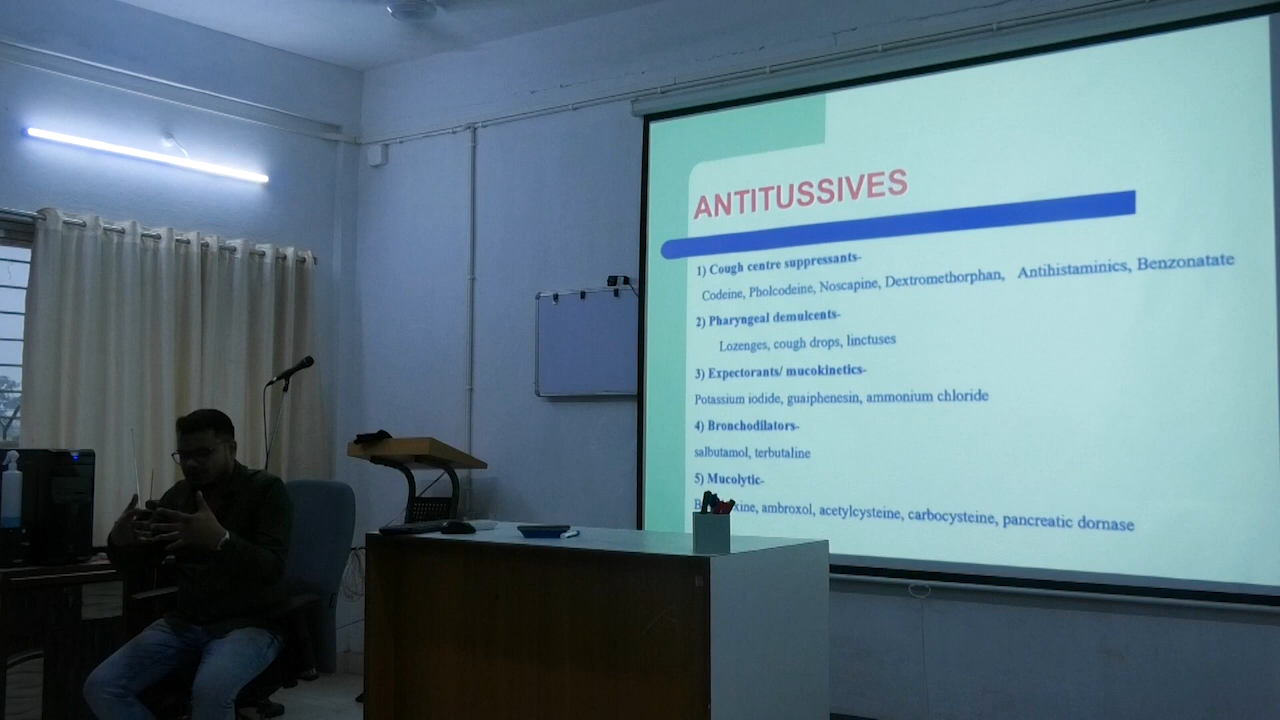 ANTITUSSIVES
1) Cough centre suppressants-
Codeine, Pholcodeine, Noscapine, Dextromethorphan, Antihistaminics, Benzonatate
2) Pharyngeal demulcents-
Lozenges, cough drops, linctuses
3) Expectorants/ mucokinetics-
Potassium iodide, guaiphenesin, ammonium chloride
4) Bronchodilators-
salbutamol, terbutaline
5) Mucolytic-
ambroxol, acetylcysteine, carbocysteine, pancreatic dornase